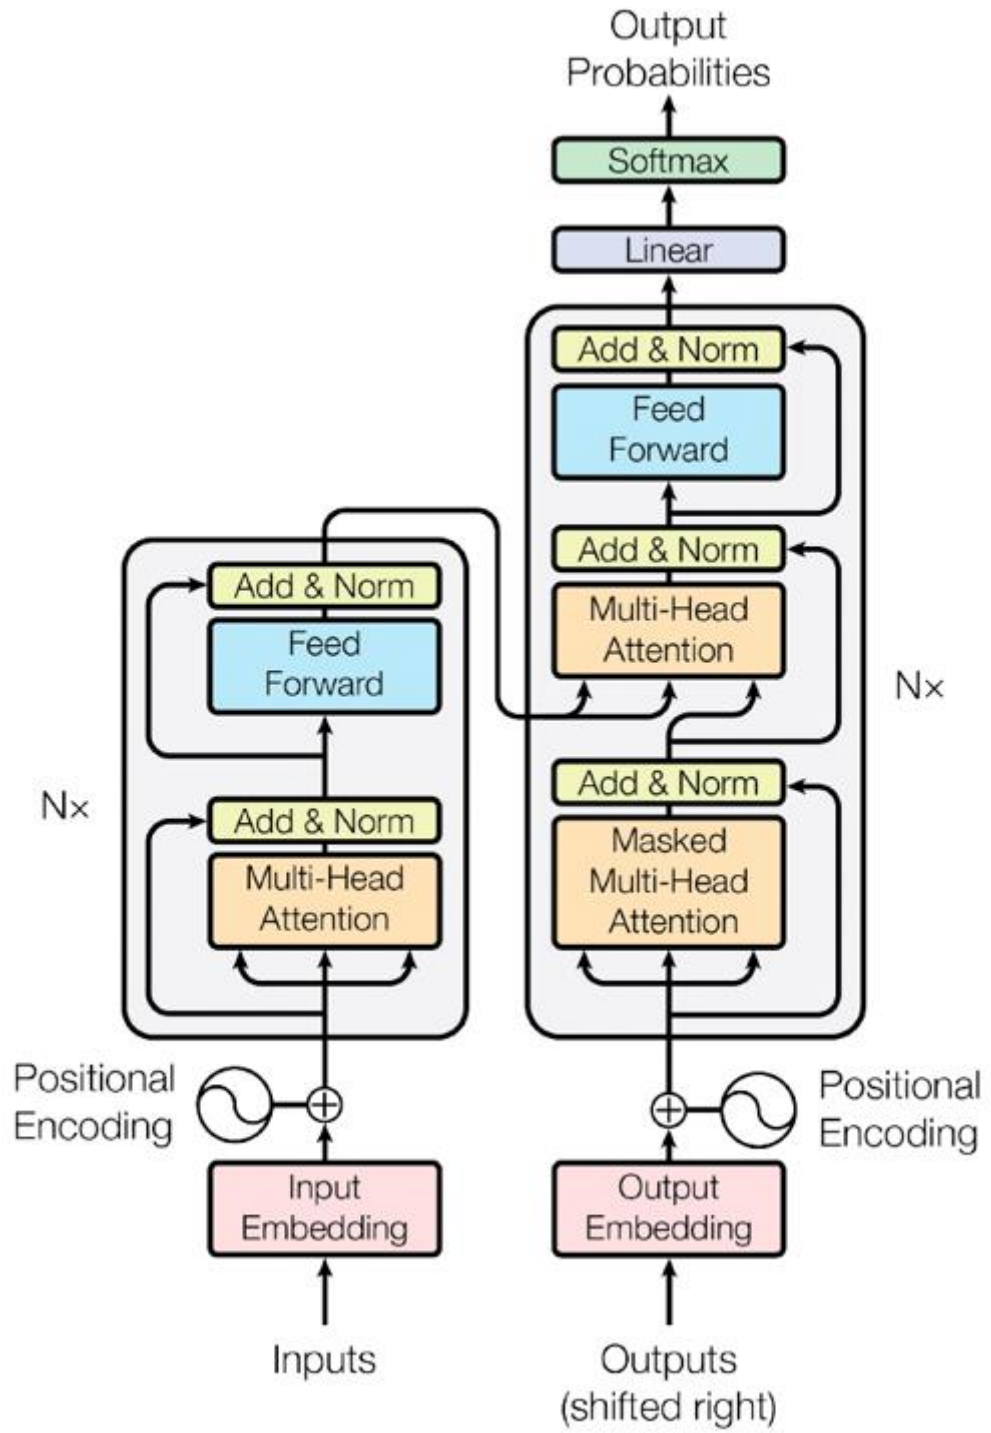 Output
Probabilities
Softmax
Linear
Add & Norm
Feed
Forward
Add & Norm
Multi-Head
Attention
Nx
Add & Norm
Masked
Multi-Head
Attention
Add & Norm
Feed
Forward
Nx
Add & Norm
Multi-Head
Attention
Positional
Encoding
Positional
Encoding
Input
Embedding
Output
Embedding
Inputs
Outputs
(shifted right)